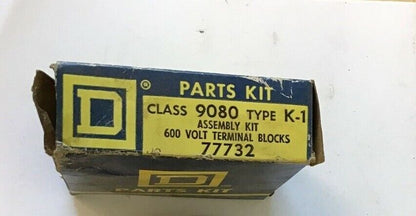 D
®
PARTS KIT
CLASS 9080 TYPE K-1
ASSEMBLY KIT
600 VOLT TERMINAL BLOCKS
77732
D
PARTS KIT